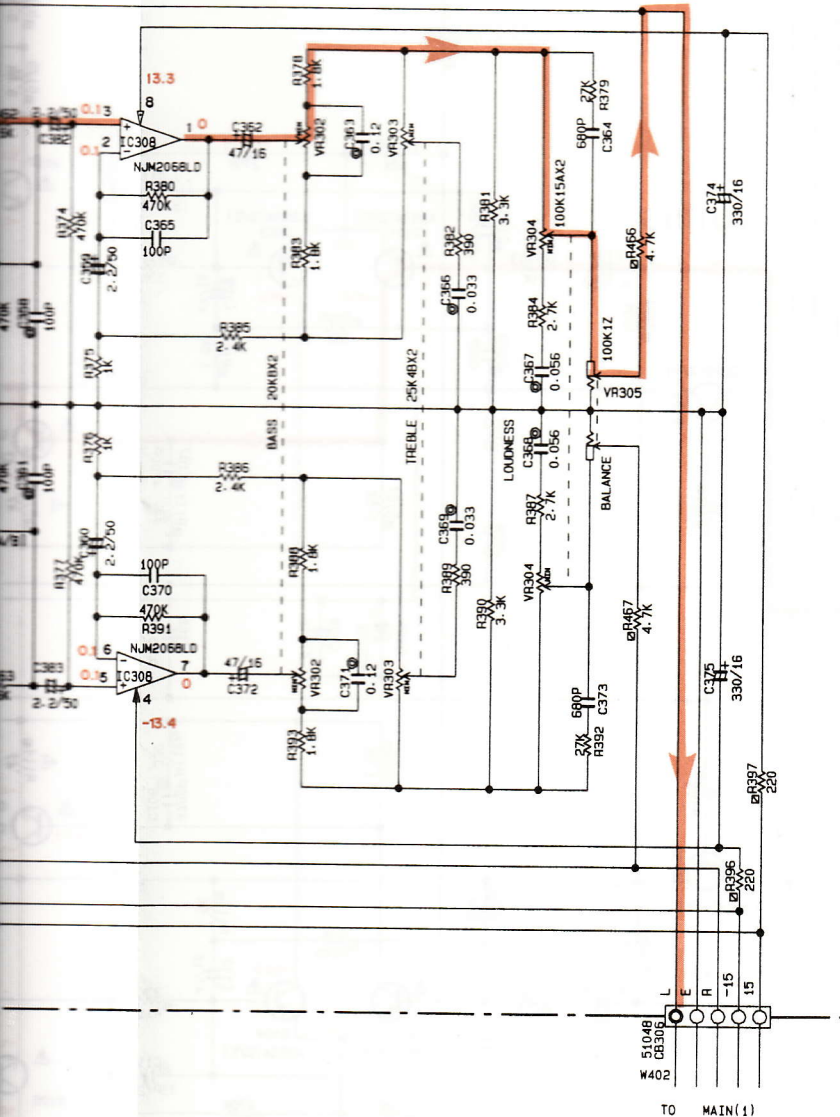 13.3
8
0.1 3
0.1 2
1 0
IC308
NJM2068LD
C362
47/16
R378
1.8K
VR302
C363
0.12
VR303
R379
27K
C364
680P
R380
470K
C365
100P
R374
470K
C359
2.2/50
R383
1.8K
R382
390
C366
0.033
R381
3.3K
100K15AX2
VR304
R384
2.7K
C367
0.056
R466
4.7K
C374
330/16
100K1Z
VR305
R385
2.4K
R375
1K
100P
BASS
20KBX2
TREBLE
25K4BX2
LOUDNESS
BALANCE
R376
1K
R386
2.4K
C361
100P
C368
0.056
R387
2.7K
C369
0.033
R389
390
R390
3.3K
VR304
R467
4.7K
C375
330/16
C360
2.2/50
R377
470K
100P
C370
470K
R391
R388
1.8K
NJM2068LD
IC308
0.1 6
0.1 5
7
0
4
-13.4
C383
2.2/50
47/16
C372
VR302
C371
0.12
VR303
R393
1.8K
680P
C373
27K
R392
R397
220
R396
220
L
E
R
-15
15
51048
CB306
W402
TO MAIN(1)